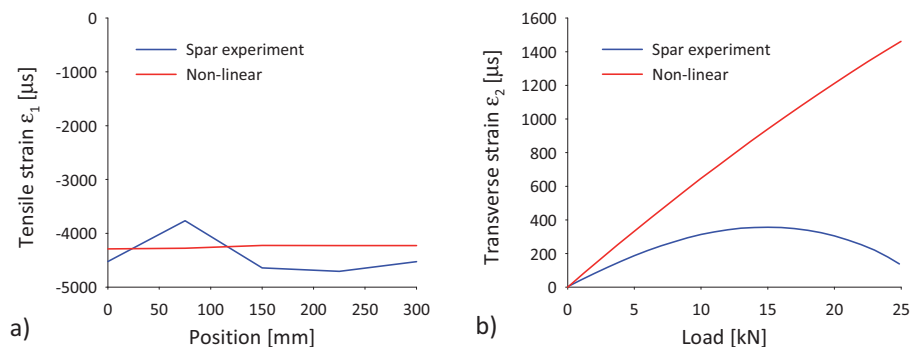 0
-1000
-2000
-3000
-4000
-5000
Tensile strain ε1 [µs]
Spar experiment
Non-linear
0 50 100 150 200 250 300
Position [mm]
a)
1600
1400
1200
1000
800
600
400
200
0
Transverse strain ε2 [µs]
Spar experiment
Non-linear
0 5 10 15 20 25
Load [kN]
b)